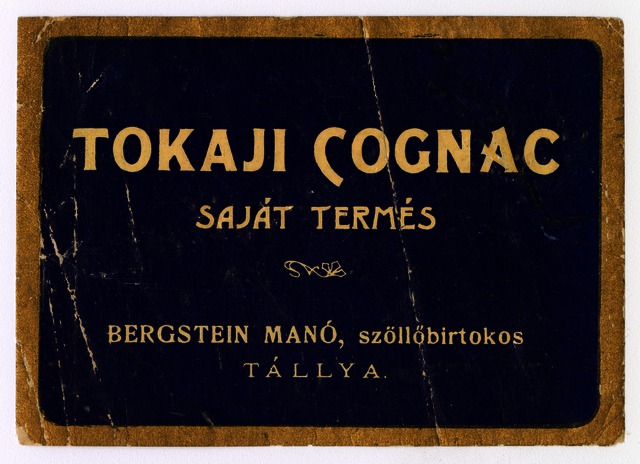 TOKAJI COGNAC
SAJÁT TERMÉS
BERGSTEIN MANÓ, szöllőbirtokos
TÁLLYA.